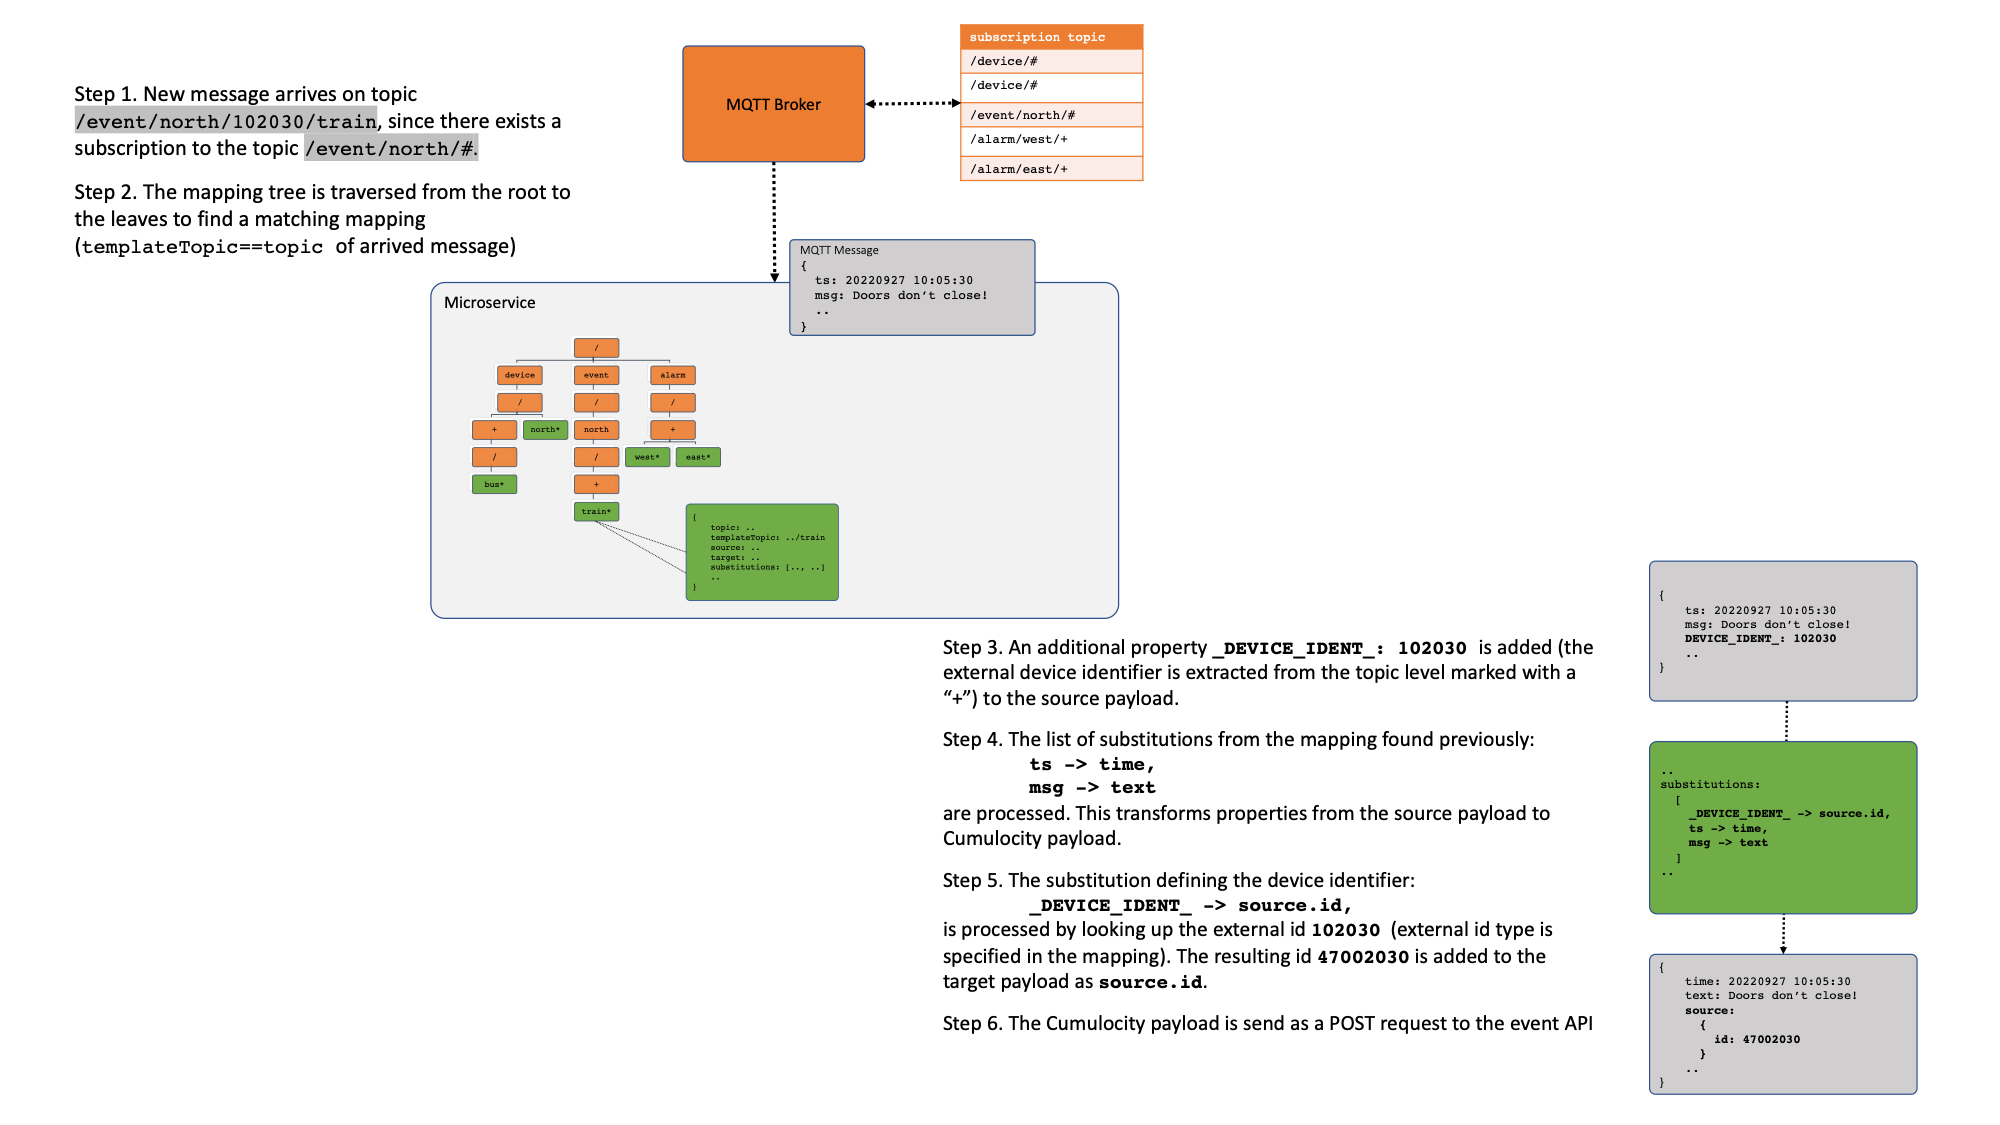 Step 1. New message arrives on topic
/event/north/102030/train, since there exists a
subscription to the topic /event/north/#.
Step 2. The mapping tree is traversed from the root to
the leaves to find a matching mapping
(templateTopic==topic of arrived message)
MQTT Broker
subscription topic
/device/#
/device/#
/event/north/#
/alarm/west/+
/alarm/east/+
MQTT Message
{
ts: 20220927 10:05:30
msg: Doors don’t close!
..
}
Microservice
/
device event alarm
/ / /
+ north* north +
/ / west* east*
bus* +
train*
{
topic: ..
templateTopic: ../train
source: ..
target: ..
substitutions: [.., ..]
..
}
Step 3. An additional property _DEVICE_IDENT_: 102030 is added (the
external device identifier is extracted from the topic level marked with a
“+”) to the source payload.
Step 4. The list of substitutions from the mapping found previously:
ts -> time,
msg -> text
are processed. This transforms properties from the source payload to
Cumulocity payload.
Step 5. The substitution defining the device identifier:
_DEVICE_IDENT_ -> source.id,
is processed by looking up the external id 102030 (external id type is
specified in the mapping). The resulting id 47002030 is added to the
target payload as source.id.
Step 6. The Cumulocity payload is send as a POST request to the event API
{
ts: 20220927 10:05:30
msg: Doors don’t close!
DEVICE_IDENT_: 102030
..
}
..
substitutions:
[
_DEVICE_IDENT_ -> source.id,
ts -> time,
msg -> text
]
..
{
time: 20220927 10:05:30
text: Doors don’t close!
source:
{
id: 47002030
}
..
}